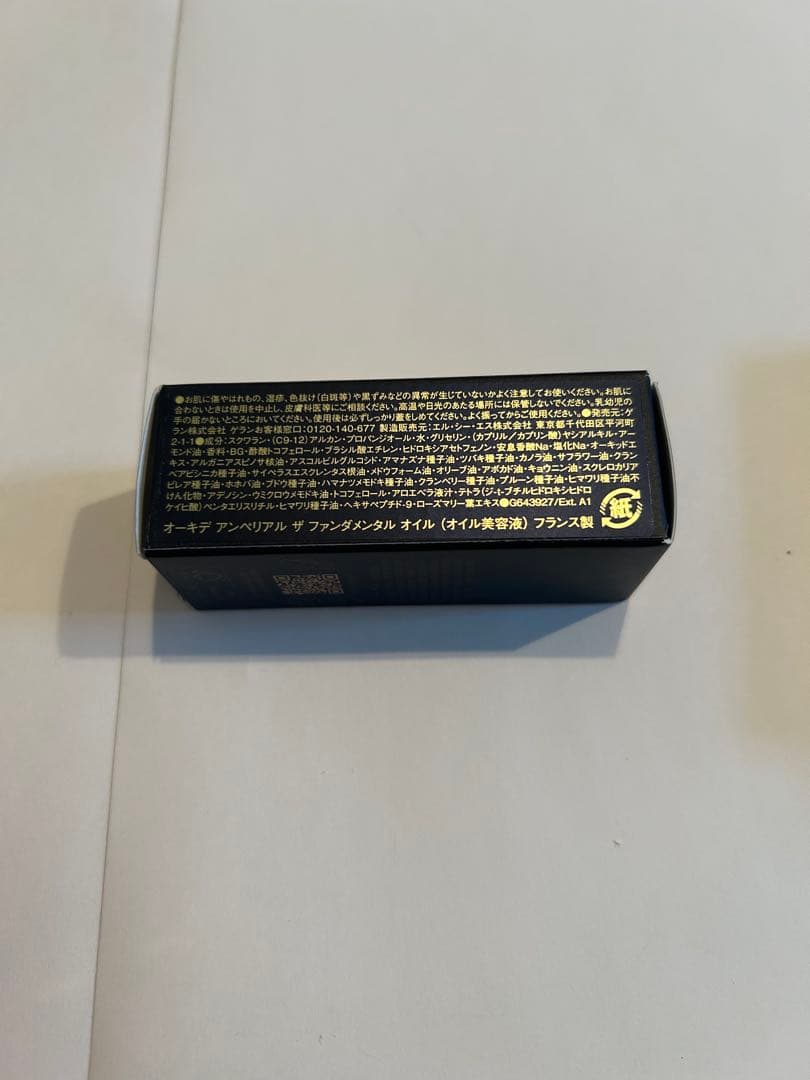 ●お肌に傷やはれもの、湿疹、色抜け(白斑等)や黒ずみなどの異常が生じていないかよく注意してお使いください。お肌に
合わないときは使用を中止し、皮膚科医等にご相談ください。高温や日光のあたる場所には保管しないでください。乳幼児の
手の届かないところにおいてください。使用後は必ずしっかり蓋をしめてください。よく振ってからご使用ください。●発売元:ゲ
ラン株式会社 ゲランお客様窓口:0120-140-677 製造販売元:エル・シー・エス株式会社 東京都千代田区平河町
2-1-1●成分:スクワラン・(C9-12)アルカン・プロパンジオール・水・グリセリン・(カプリル/カプリン酸)ヤシアルキル・アー
モンド油・香料・BG・酢酸トコフェロール・ブラシル酸エチレン・ヒドロキシアセトフェノン・安息香酸Na・塩化Na・オーキッドエ
キス・アルガニアスピノサ核油・アスコルビルグルコシド・アマナズナ種子油・ツバキ種子油・カノラ油・サフラワー油・クラン
ベアビシニカ種子油・サイペラスエスクレンタス根油・メドウフォーム油・オリーブ油・アボカド油・キョウニン油・スクレロカリア
ビレア種子油・ホホバ油・ブドウ種子油・ハマナツメモドキ種子油・クランベリー種子油・プルーン種子油・ヒマワリ種子油不
けん化物・アデノシン・ウミクロウメモドキ油・トコフェロール・アロエベラ液汁・テトラ(ジ-t-ブチルヒドロキシヒドロ
ケイヒ酸)ペンタエリスリチル・ヒマワリ種子油・ヘキサペプチド-9・ローズマリー葉エキス●G643927/Ext. A1
紙
オーキデ アンペリアル ザ ファンダメンタル オイル (オイル美容液) フランス製